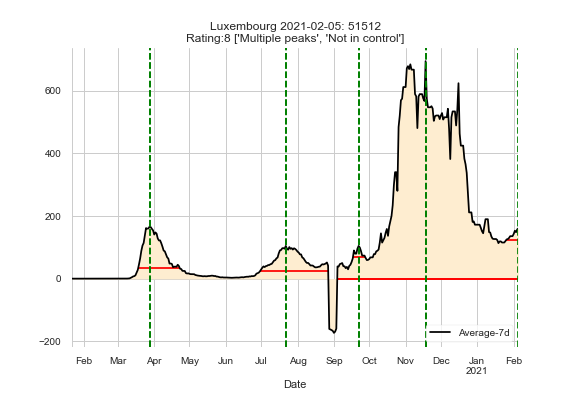 Luxembourg 2021-02-05: 51512
Rating:8 ['Multiple peaks', 'Not in control']
600
400
200
0
−200
Average-7d
Feb Mar Apr May Jun Jul Aug Sep Oct Nov Dec Jan Feb
2021
Date